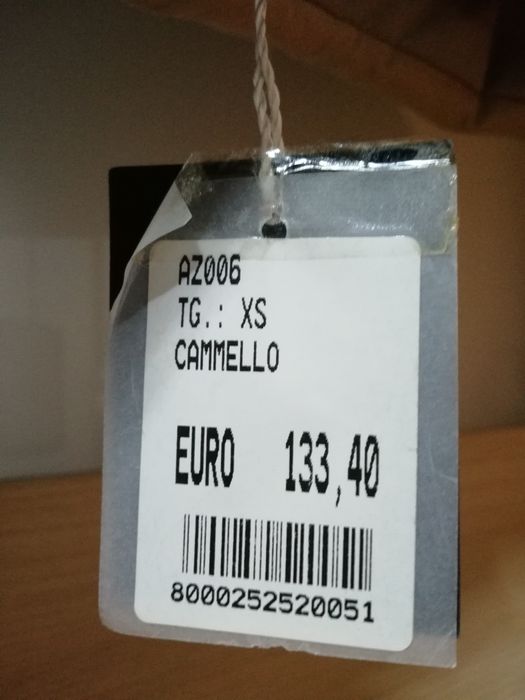 AZ006
TG.: XS
CAMMELLO
EURO 133,40
8000252520051